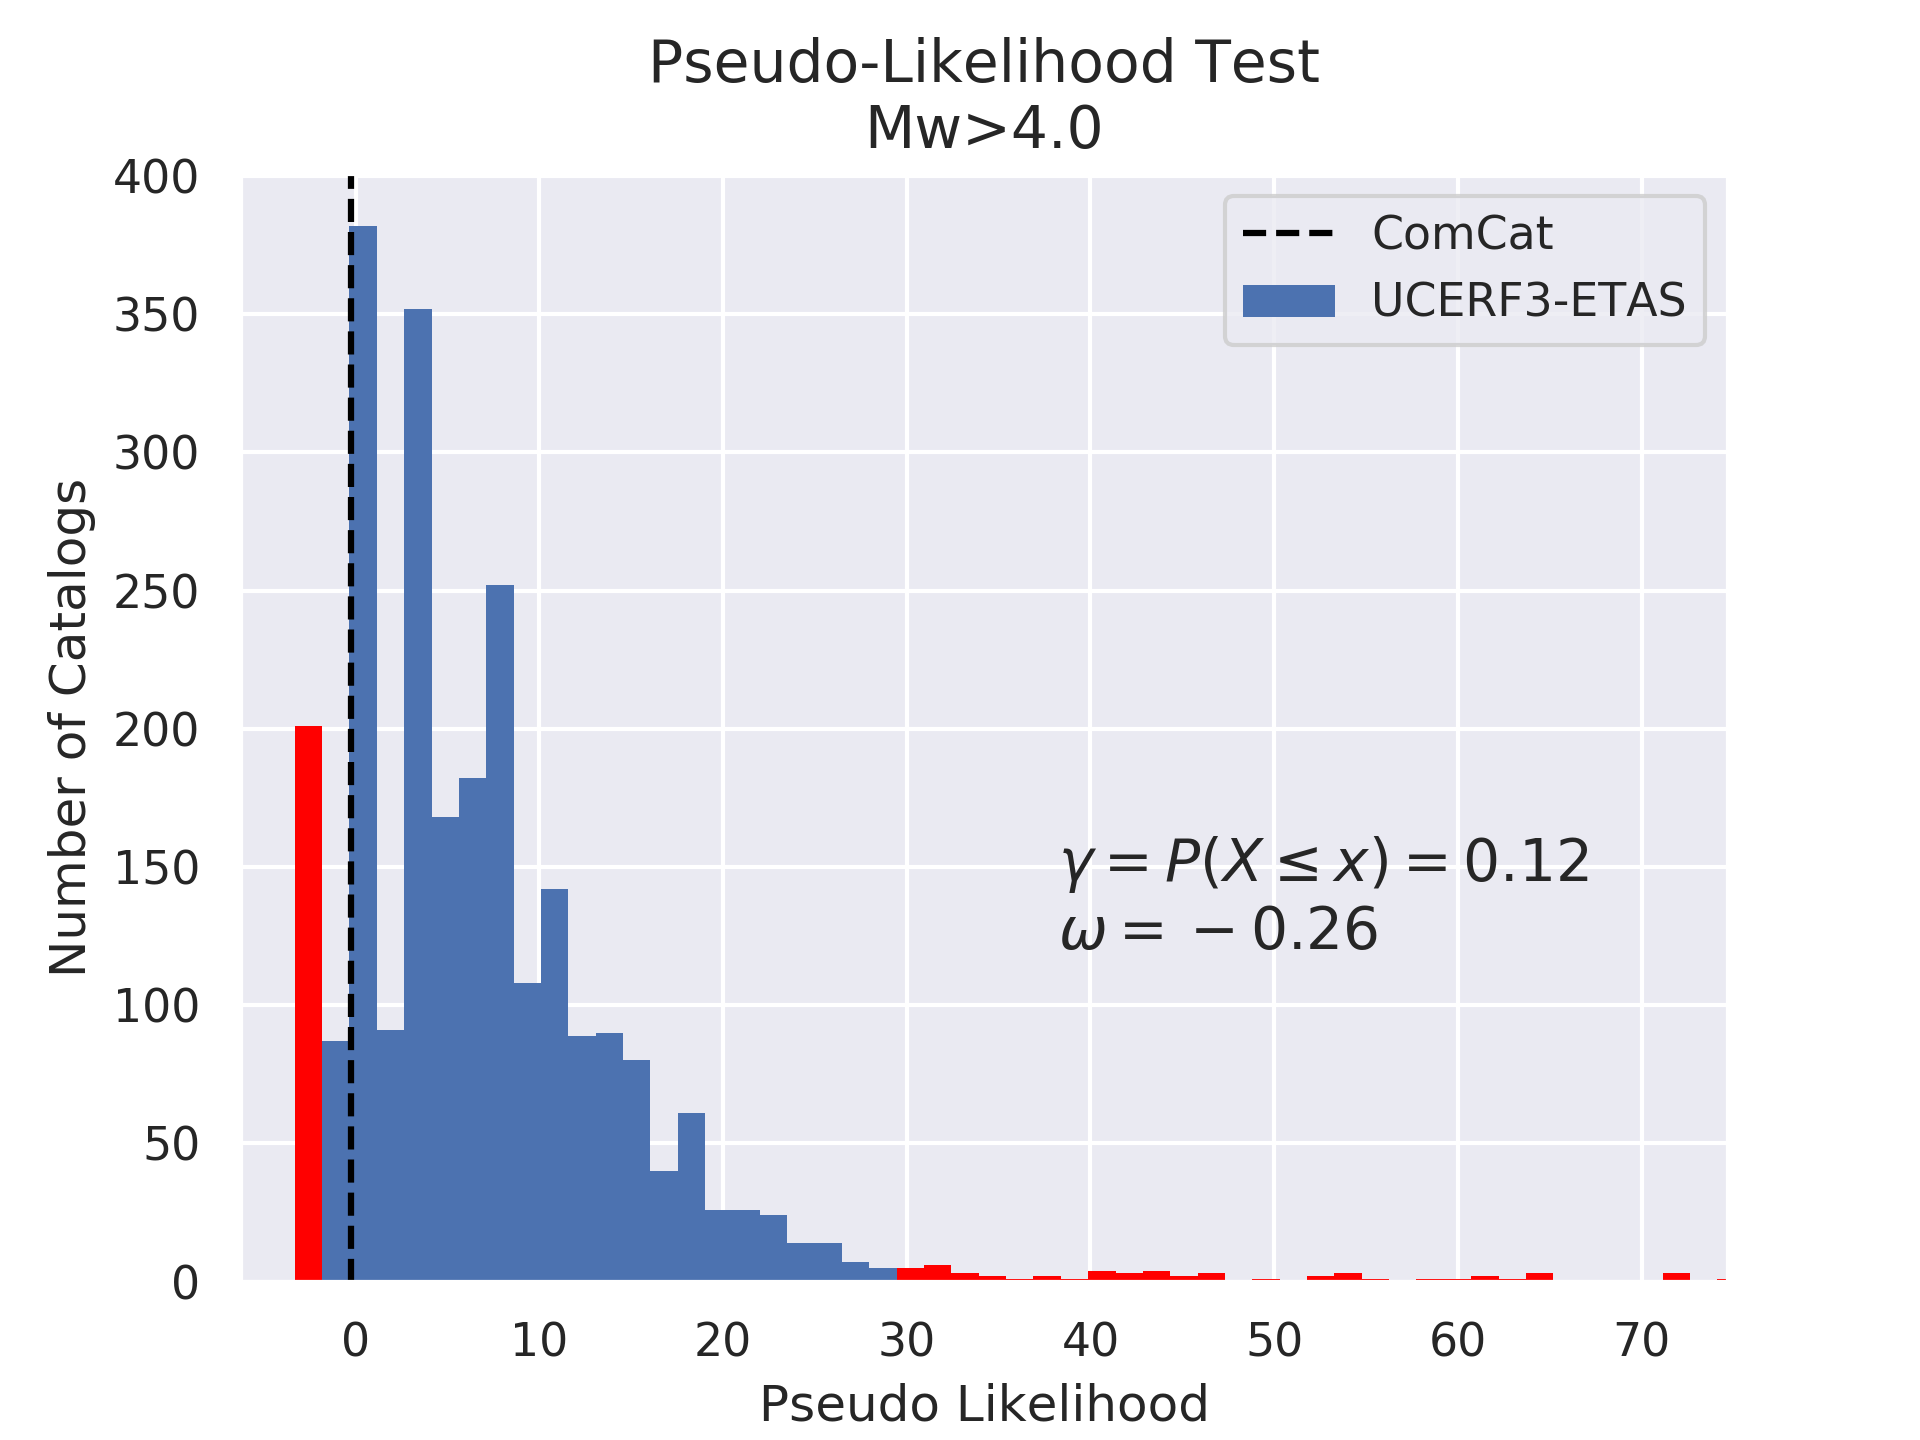 Pseudo-Likelihood Test
Mw>4.0
400
350
300
250
200
150
100
50
0
Number of Catalogs
ComCat
UCERF3-ETAS
γ = P(X ≤ x) = 0.12
ω = − 0.26
0 10 20 30 40 50 60 70
Pseudo Likelihood